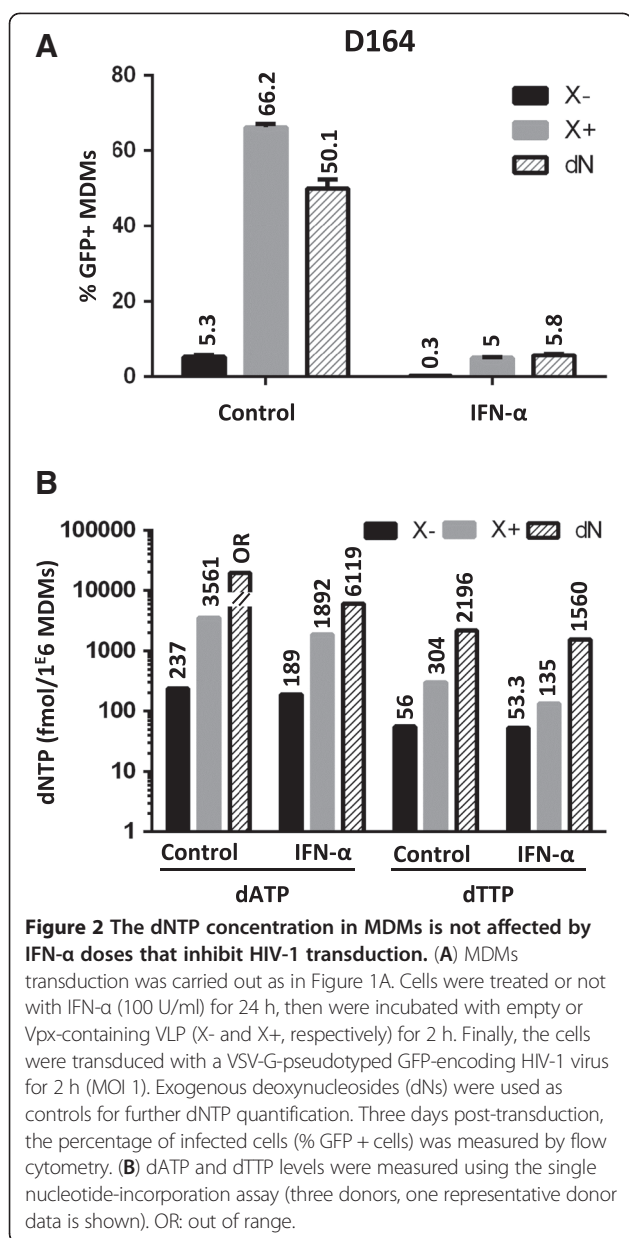 A
D164
80
60
40
20
0
% GFP+ MDMs
5.3
66.2
50.1
0.3
5
5.8
X-
X+
dN
Control
IFN-α
B
X- X+ dN
100000
10000
1000
100
10
1
dNTP (fmol/1ᴱ6 MDMs)
237
3561
OR
189
1892
6119
56
304
2196
53.3
135
1560
Control IFN-α Control IFN-α
dATP dTTP
Figure 2 The dNTP concentration in MDMs is not affected by
IFN-α doses that inhibit HIV-1 transduction. (A) MDMs
transduction was carried out as in Figure 1A. Cells were treated or not
with IFN-α (100 U/ml) for 24 h, then were incubated with empty or
Vpx-containing VLP (X- and X+, respectively) for 2 h. Finally, the cells
were transduced with a VSV-G-pseudotyped GFP-encoding HIV-1 virus
for 2 h (MOI 1). Exogenous deoxynucleosides (dNs) were used as
controls for further dNTP quantification. Three days post-transduction,
the percentage of infected cells (% GFP + cells) was measured by flow
cytometry. (B) dATP and dTTP levels were measured using the single
nucleotide-incorporation assay (three donors, one representative donor
data is shown). OR: out of range.